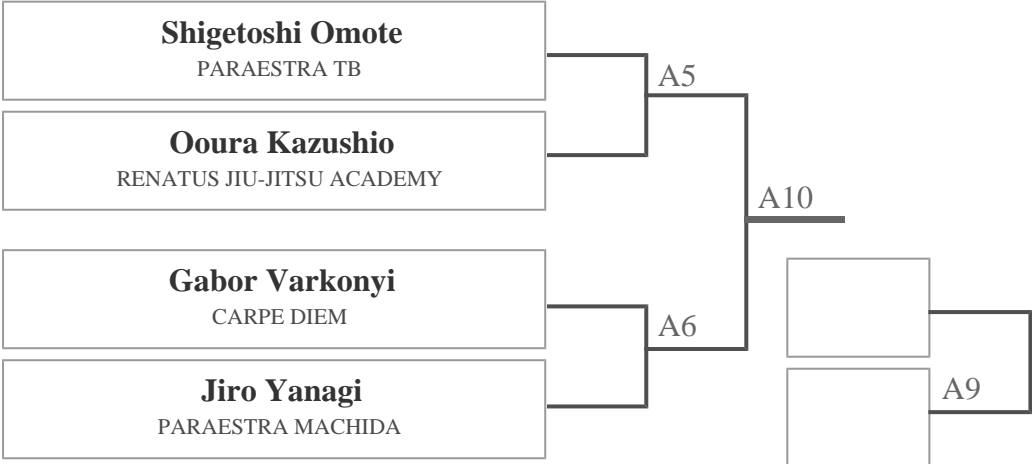 Shigetoshi Omote
PARAESTRA TB
A5
Ooura Kazushio
RENATUS JIU-JITSU ACADEMY
A10
Gabor Varkonyi
CARPE DIEM
A6
Jiro Yanagi
PARAESTRA MACHIDA
A9